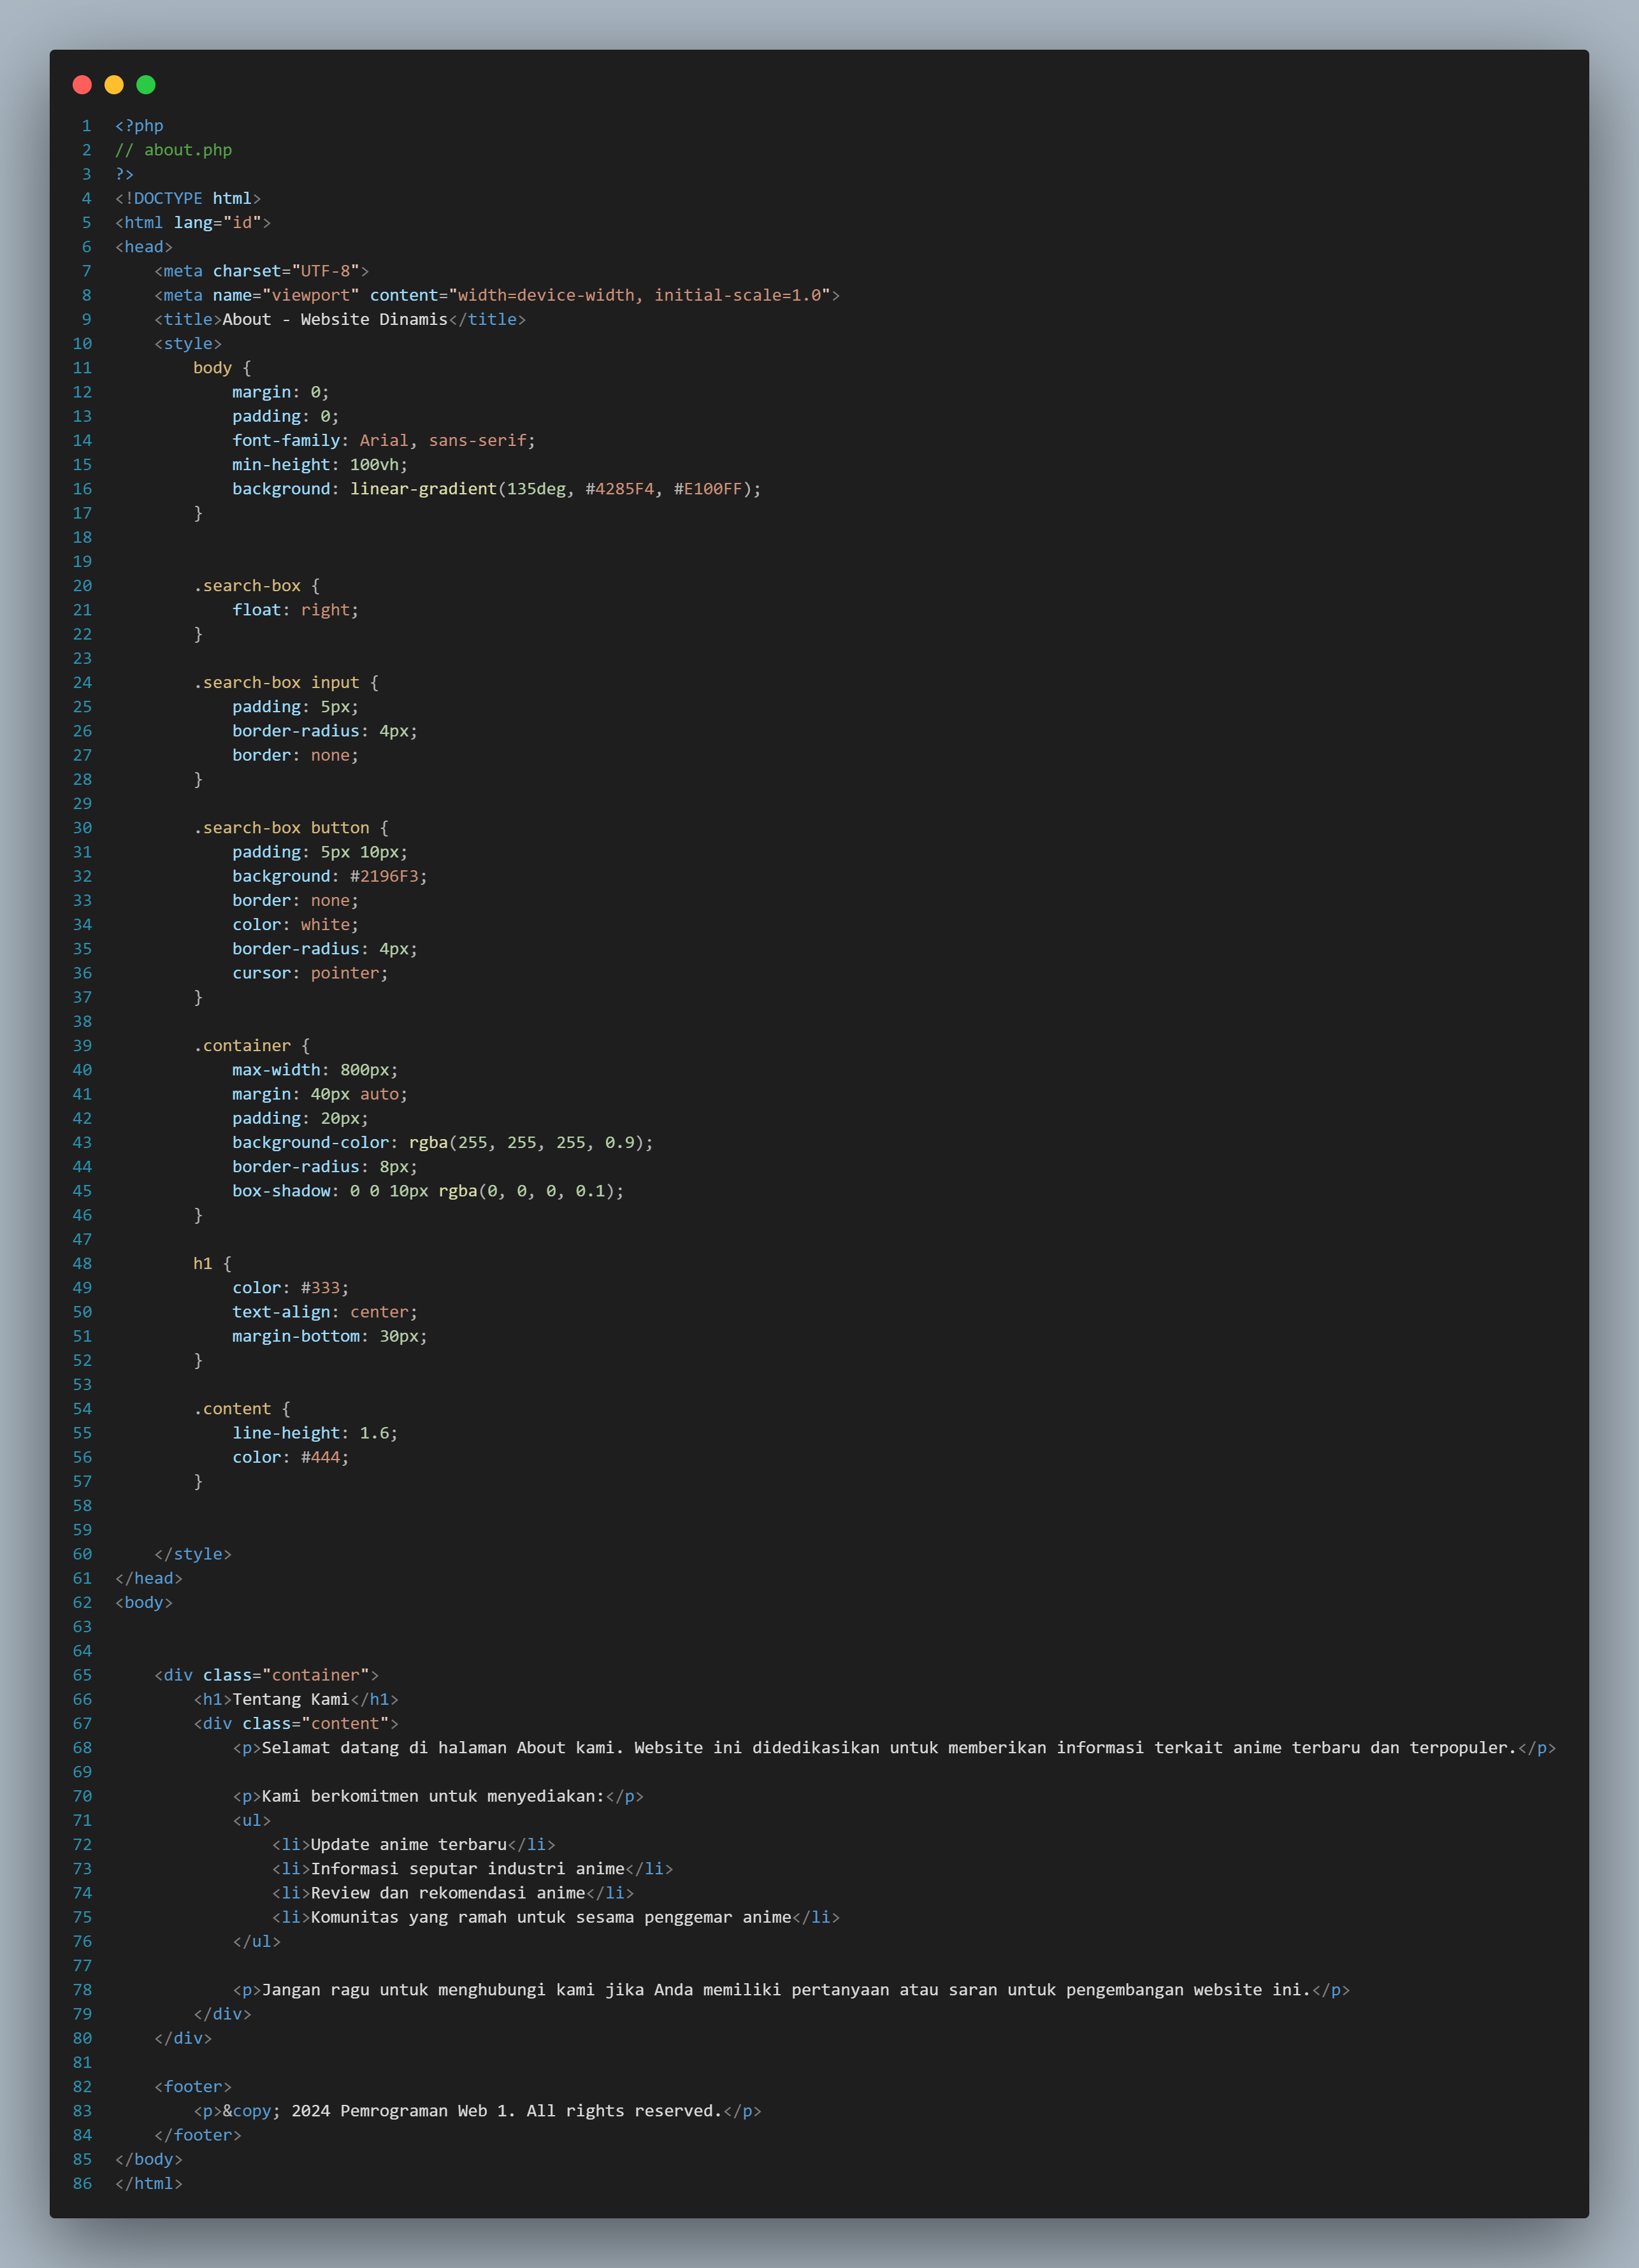 1 <?php
2 // about.php
3 ?>
4 <!DOCTYPE html>
5 <html lang="id">
6 <head>
7     <meta charset="UTF-8">
8     <meta name="viewport" content="width=device-width, initial-scale=1.0">
9     <title>About - Website Dinamis</title>
10     <style>
11         body {
12             margin: 0;
13             padding: 0;
14             font-family: Arial, sans-serif;
15             min-height: 100vh;
16             background: linear-gradient(135deg, #4285F4, #E100FF);
17         }
18
19
20         .search-box {
21             float: right;
22         }
23
24         .search-box input {
25             padding: 5px;
26             border-radius: 4px;
27             border: none;
28         }
29
30         .search-box button {
31             padding: 5px 10px;
32             background: #2196F3;
33             border: none;
34             color: white;
35             border-radius: 4px;
36             cursor: pointer;
37         }
38
39         .container {
40             max-width: 800px;
41             margin: 40px auto;
42             padding: 20px;
43             background-color: rgba(255, 255, 255, 0.9);
44             border-radius: 8px;
45             box-shadow: 0 0 10px rgba(0, 0, 0, 0.1);
46         }
47
48         h1 {
49             color: #333;
50             text-align: center;
51             margin-bottom: 30px;
52         }
53
54         .content {
55             line-height: 1.6;
56             color: #444;
57         }
58
59
60     </style>
61 </head>
62 <body>
63
64
65     <div class="container">
66         <h1>Tentang Kami</h1>
67         <div class="content">
68             <p>Selamat datang di halaman About kami. Website ini didedikasikan untuk memberikan informasi terkait anime terbaru dan terpopuler.</p>
69
70             <p>Kami berkomitmen untuk menyediakan:</p>
71             <ul>
72                 <li>Update anime terbaru</li>
73                 <li>Informasi seputar industri anime</li>
74                 <li>Review dan rekomendasi anime</li>
75                 <li>Komunitas yang ramah untuk sesama penggemar anime</li>
76             </ul>
77
78             <p>Jangan ragu untuk menghubungi kami jika Anda memiliki pertanyaan atau saran untuk pengembangan website ini.</p>
79         </div>
80     </div>
81
82     <footer>
83         <p>&copy; 2024 Pemrograman Web 1. All rights reserved.</p>
84     </footer>
85 </body>
86 </html>